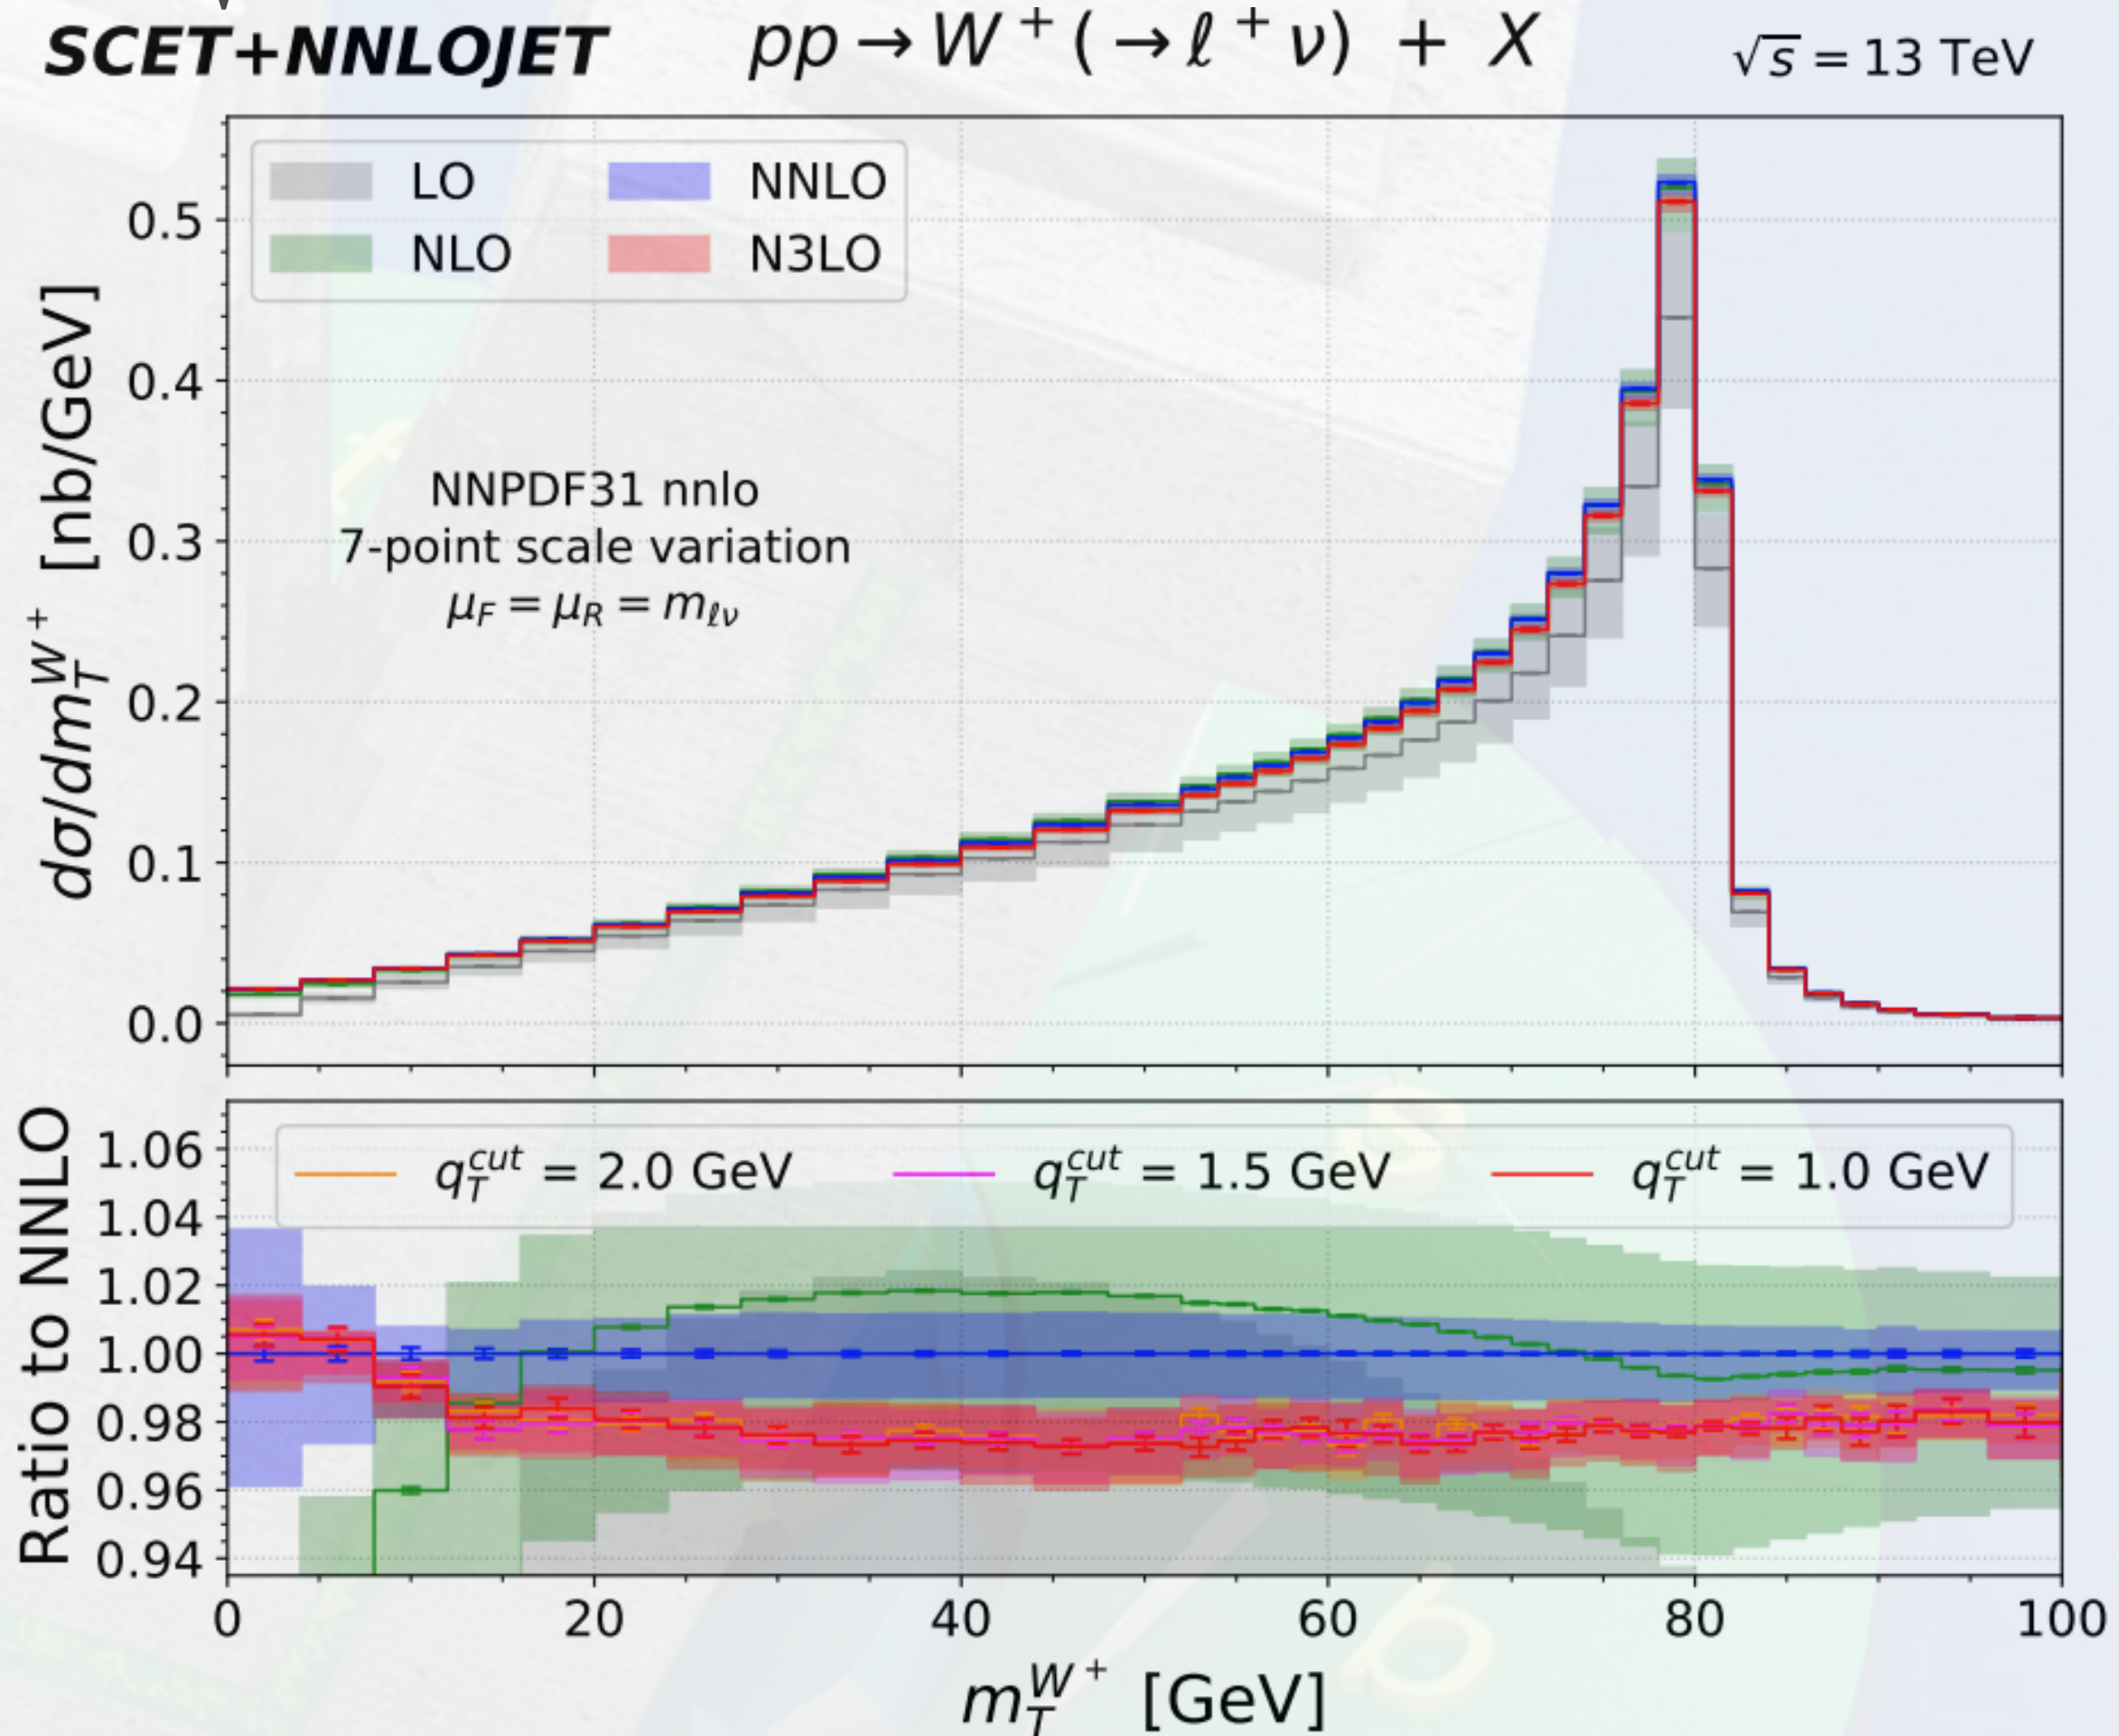 SCET+NNLOJET pp → W⁺(→ ℓ⁺ν) + X √s = 13 TeV
LO NNLO
NLO N3LO
NNPDF31 nnlo
7-point scale variation
μ_F = μ_R = m_ℓν
dσ/dm_T^{W⁺} [nb/GeV]
0.5
0.4
0.3
0.2
0.1
0.0
q_T^{cut} = 2.0 GeV q_T^{cut} = 1.5 GeV q_T^{cut} = 1.0 GeV
Ratio to NNLO
1.06
1.04
1.02
1.00
0.98
0.96
0.94
0 20 40 60 80 100
m_T^{W⁺} [GeV]